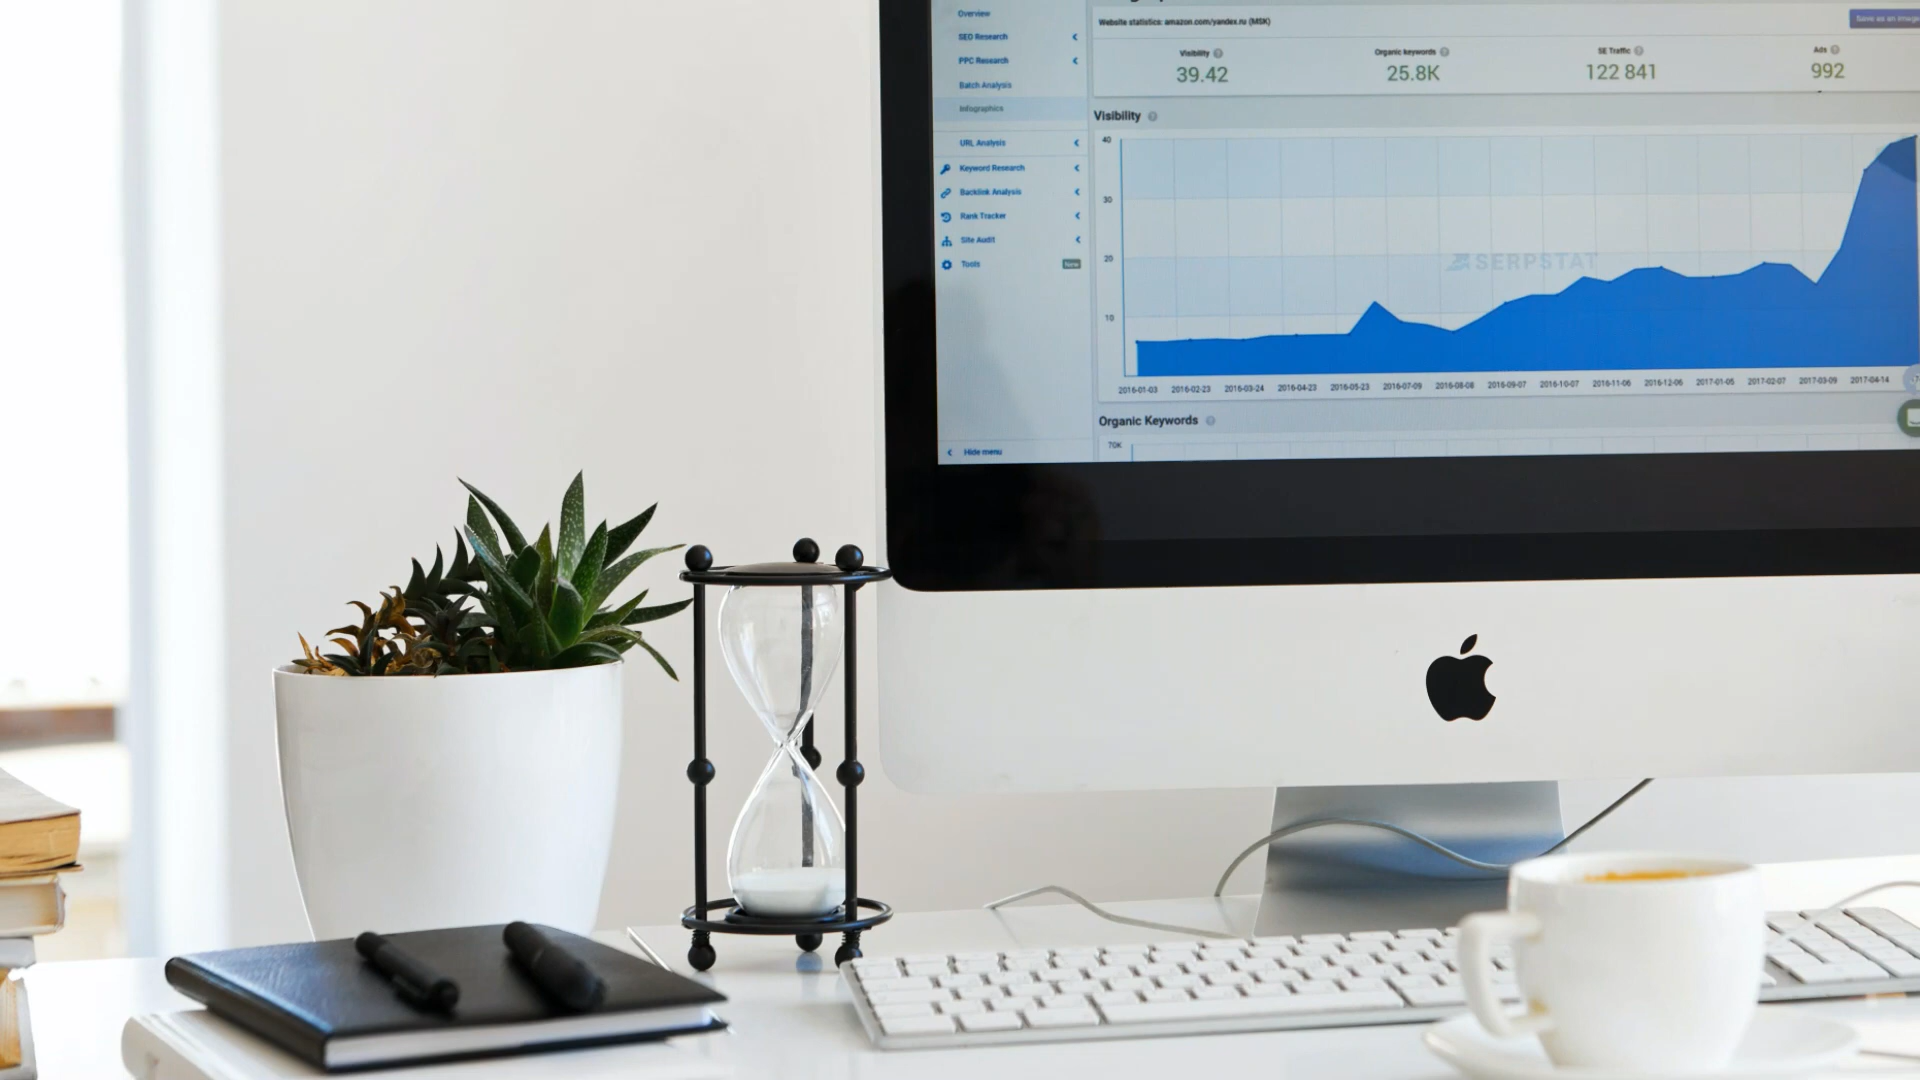 Overview
Website statistics: amazon.com/yandex.ru (MSK)
Save as an image
SEO Research
PPC Research
Batch Analysis
Infographics
Visibility
Organic keywords
SE Traffic
Ads
39.42
25.8K
122 841
992
Visibility
URL Analysis
Keyword Research
Backlink Analysis
Rank Tracker
Site Audit
Tools
New
Hide menu
40
30
20
10
SERPSTAT
2016-01-03
2016-02-23
2016-03-24
2016-04-23
2016-05-23
2016-07-09
2016-08-08
2016-09-07
2016-10-07
2016-11-06
2016-12-06
2017-01-05
2017-02-07
2017-03-09
2017-04-14
Organic Keywords
70K